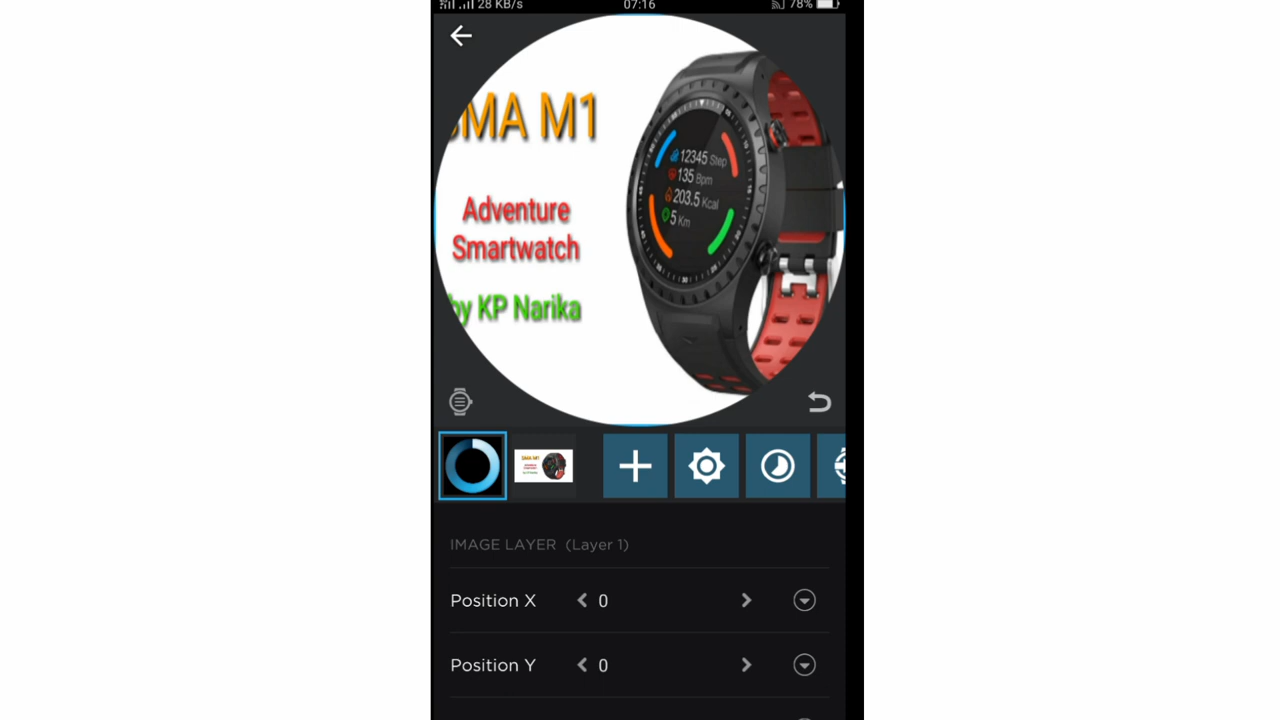 28 KB/s 07:16 78%
SMA M1
Adventure
Smartwatch
by KP Narika
12345 Step
135 Bpm
203.5 Kcal
5 Km
IMAGE LAYER (Layer 1)
Position X 0
Position Y 0